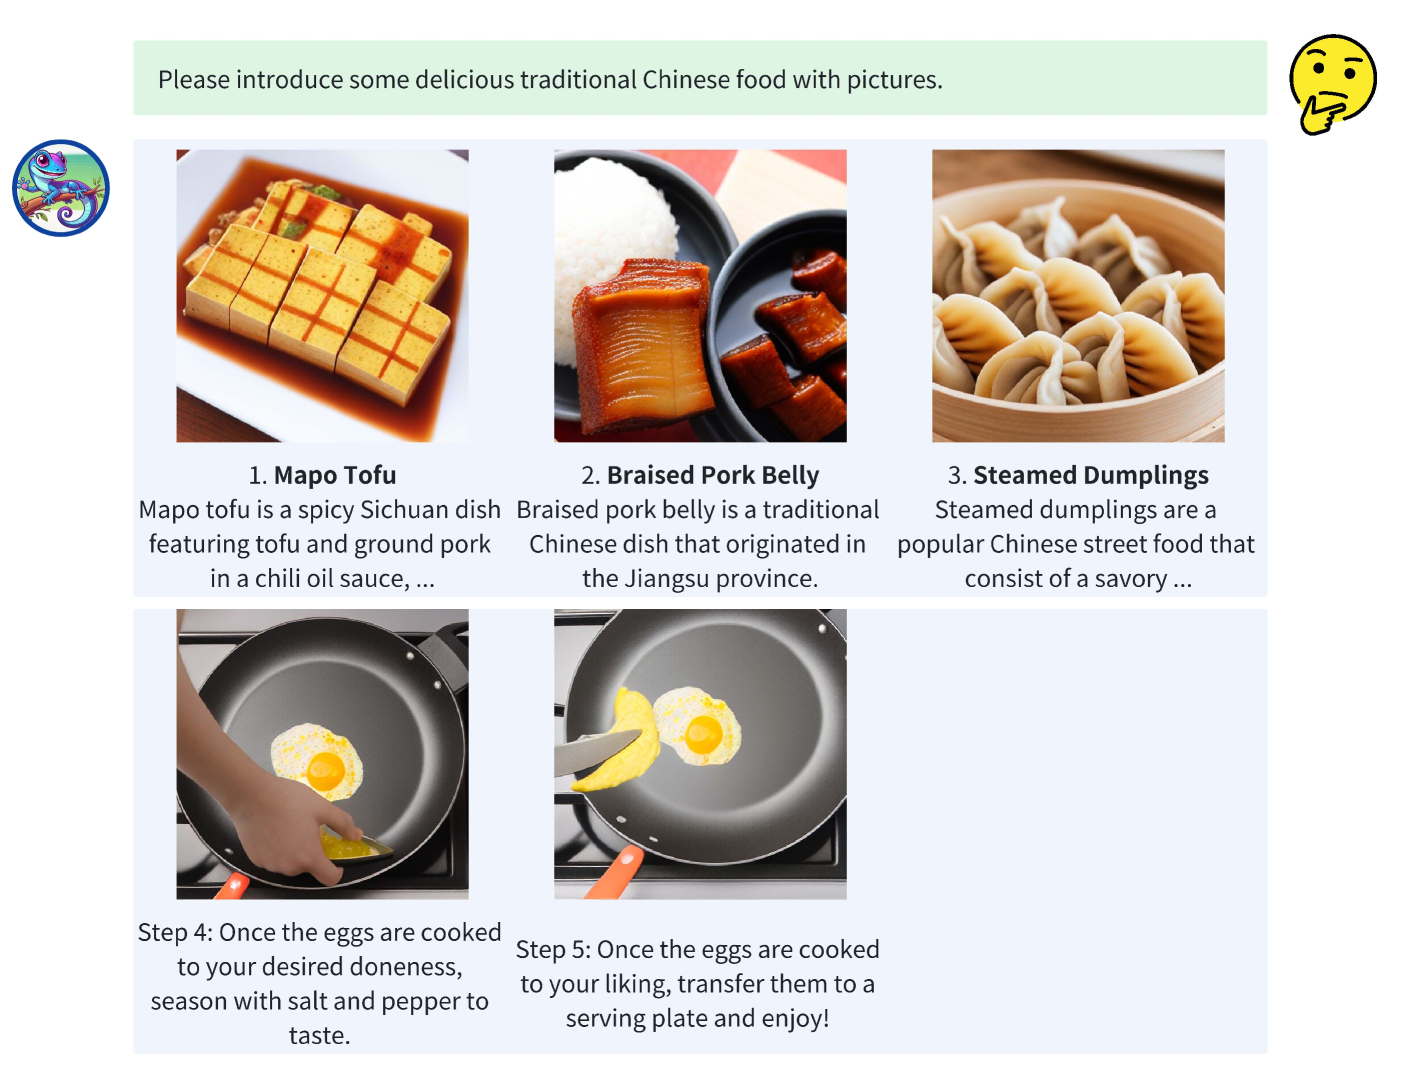 Please introduce some delicious traditional Chinese food with pictures.
1. Mapo Tofu
Mapo tofu is a spicy Sichuan dish
featuring tofu and ground pork
in a chili oil sauce, ...
2. Braised Pork Belly
Braised pork belly is a traditional
Chinese dish that originated in
the Jiangsu province.
3. Steamed Dumplings
Steamed dumplings are a
popular Chinese street food that
consist of a savory ...
Step 4: Once the eggs are cooked
to your desired doneness,
season with salt and pepper to
taste.
Step 5: Once the eggs are cooked
to your liking, transfer them to a
serving plate and enjoy!